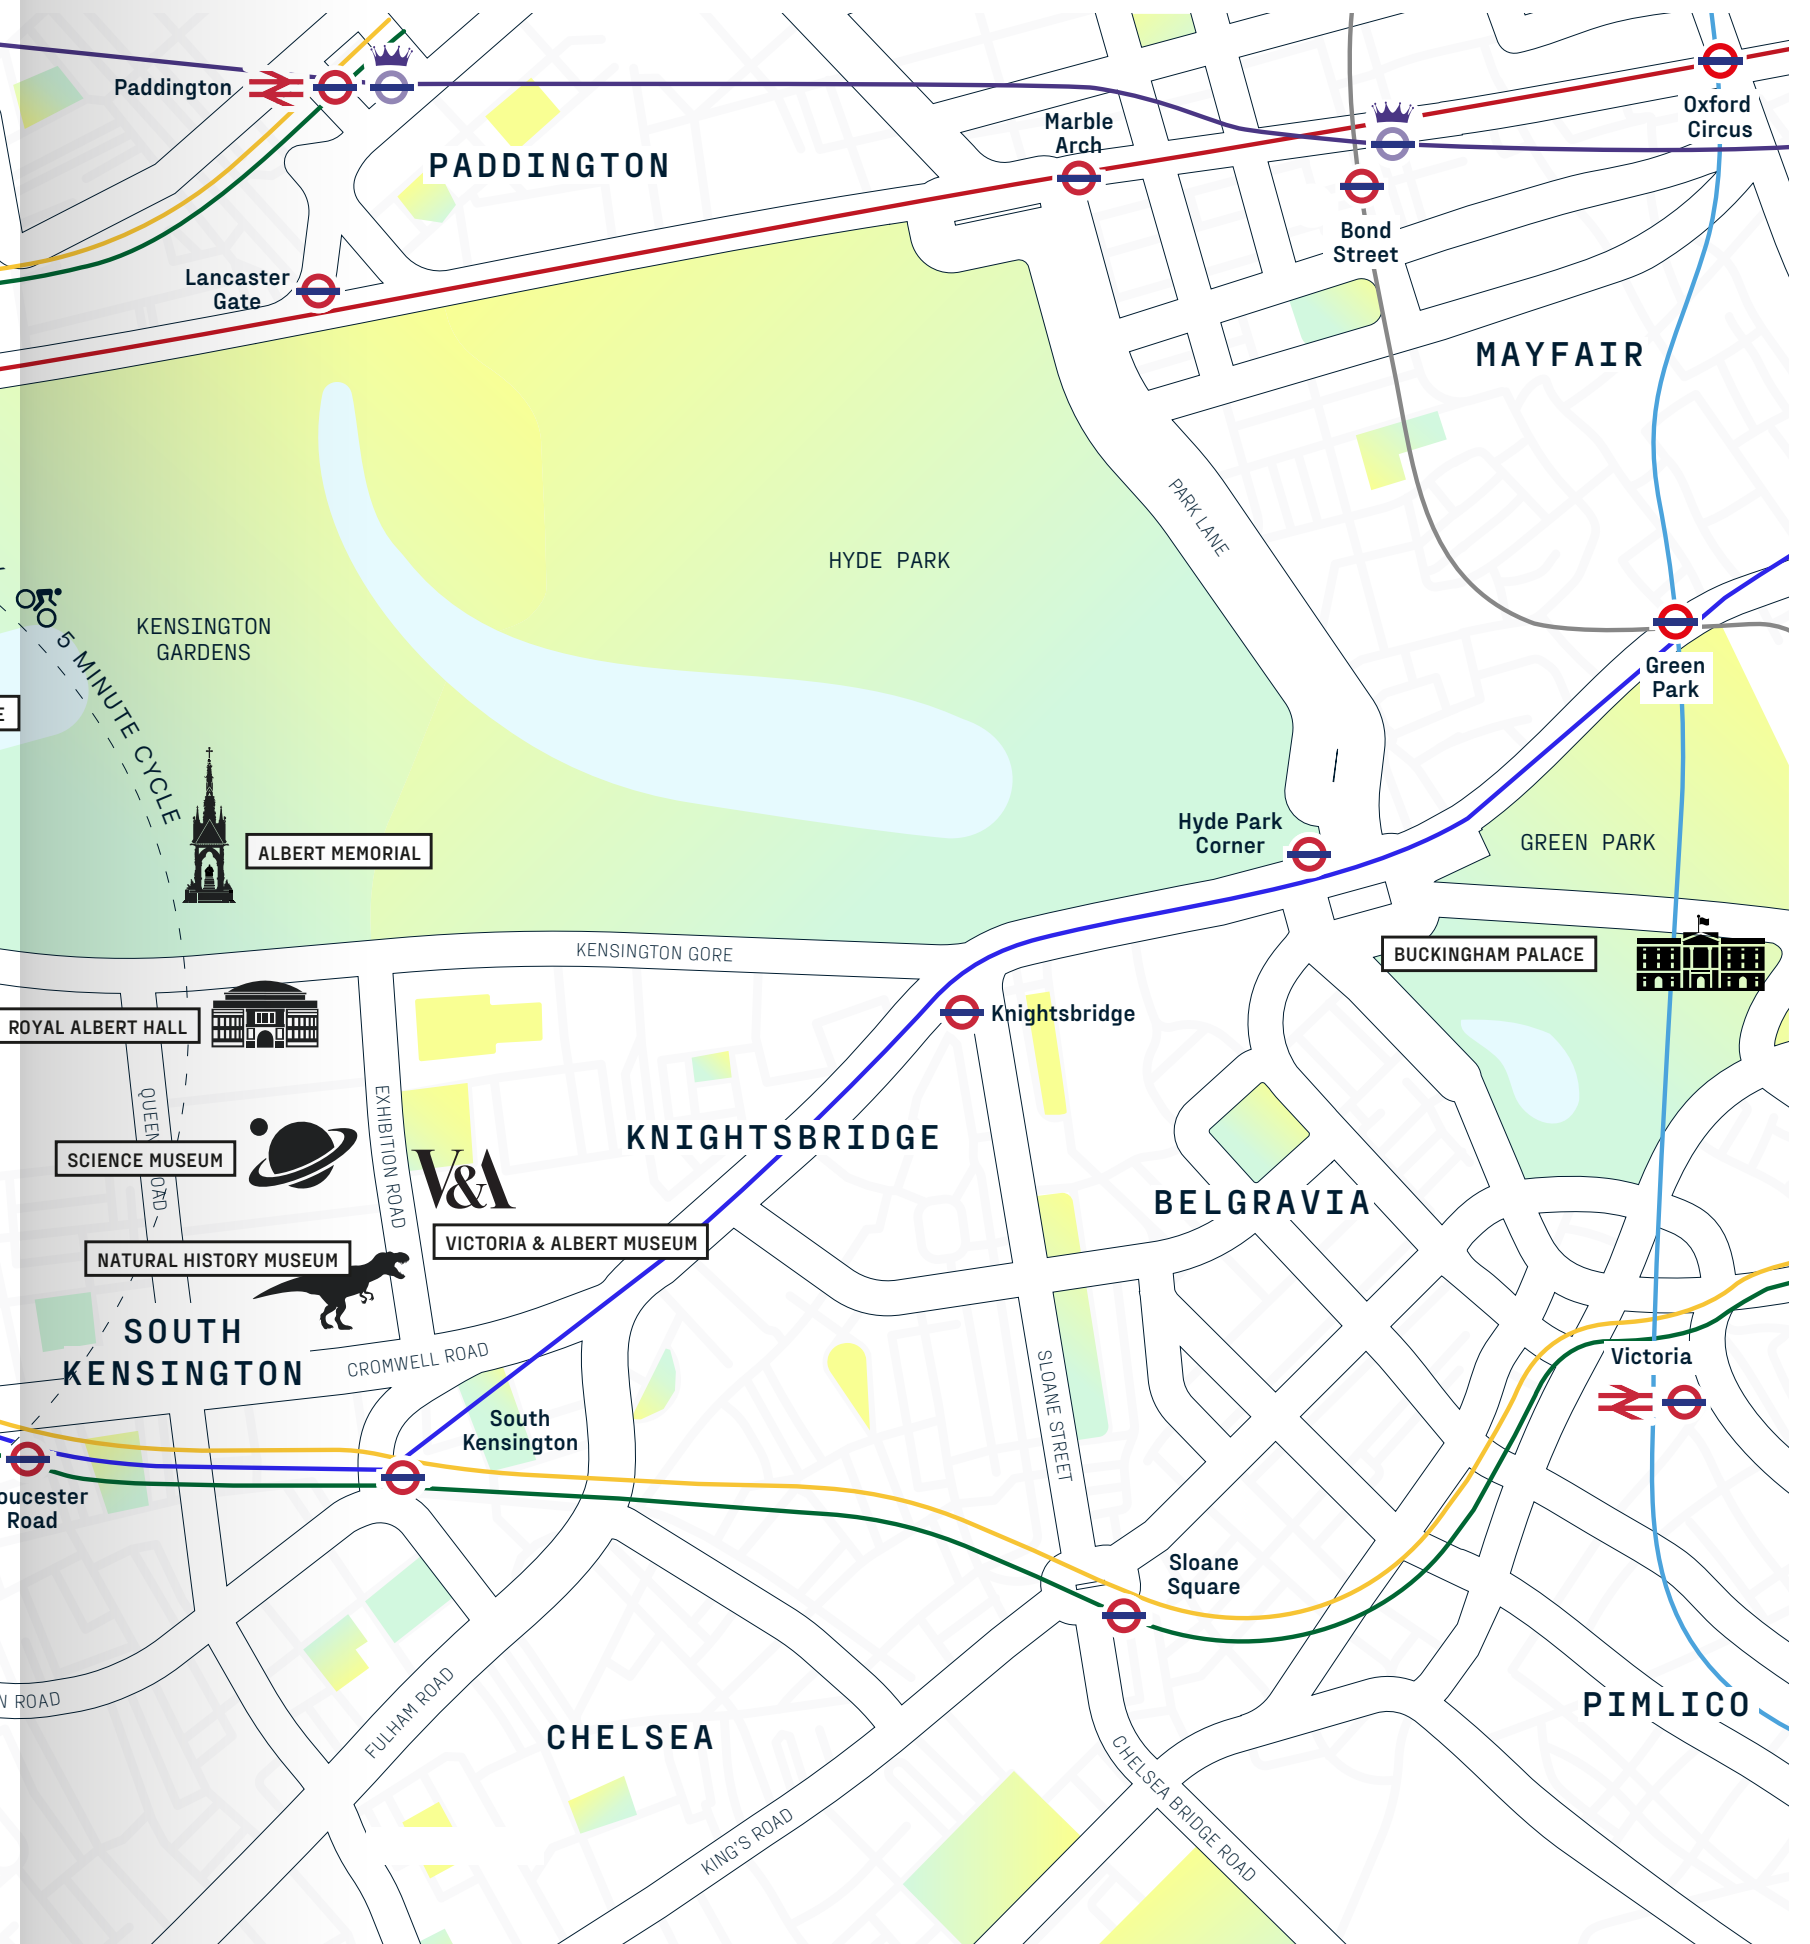 Paddington
PADDINGTON
Marble
Arch
Oxford
Circus
Bond
Street
Lancaster
Gate
MAYFAIR
PARK LANE
HYDE PARK
KENSINGTON
GARDENS
5 MINUTE CYCLE
E
Green
Park
Hyde Park
Corner
GREEN PARK
ALBERT MEMORIAL
KENSINGTON GORE
BUCKINGHAM PALACE
ROYAL ALBERT HALL
Knightsbridge
QUEEN
OAD
EXHIBITION ROAD
KNIGHTSBRIDGE
SCIENCE MUSEUM
V&A
BELGRAVIA
VICTORIA & ALBERT MUSEUM
NATURAL HISTORY MUSEUM
SOUTH
KENSINGTON
CROMWELL ROAD
SLOANE STREET
Victoria
South
Kensington
oucester
Road
Sloane
Square
W ROAD
FULHAM ROAD
CHELSEA
PIMLICO
KING'S ROAD
CHELSEA BRIDGE ROAD